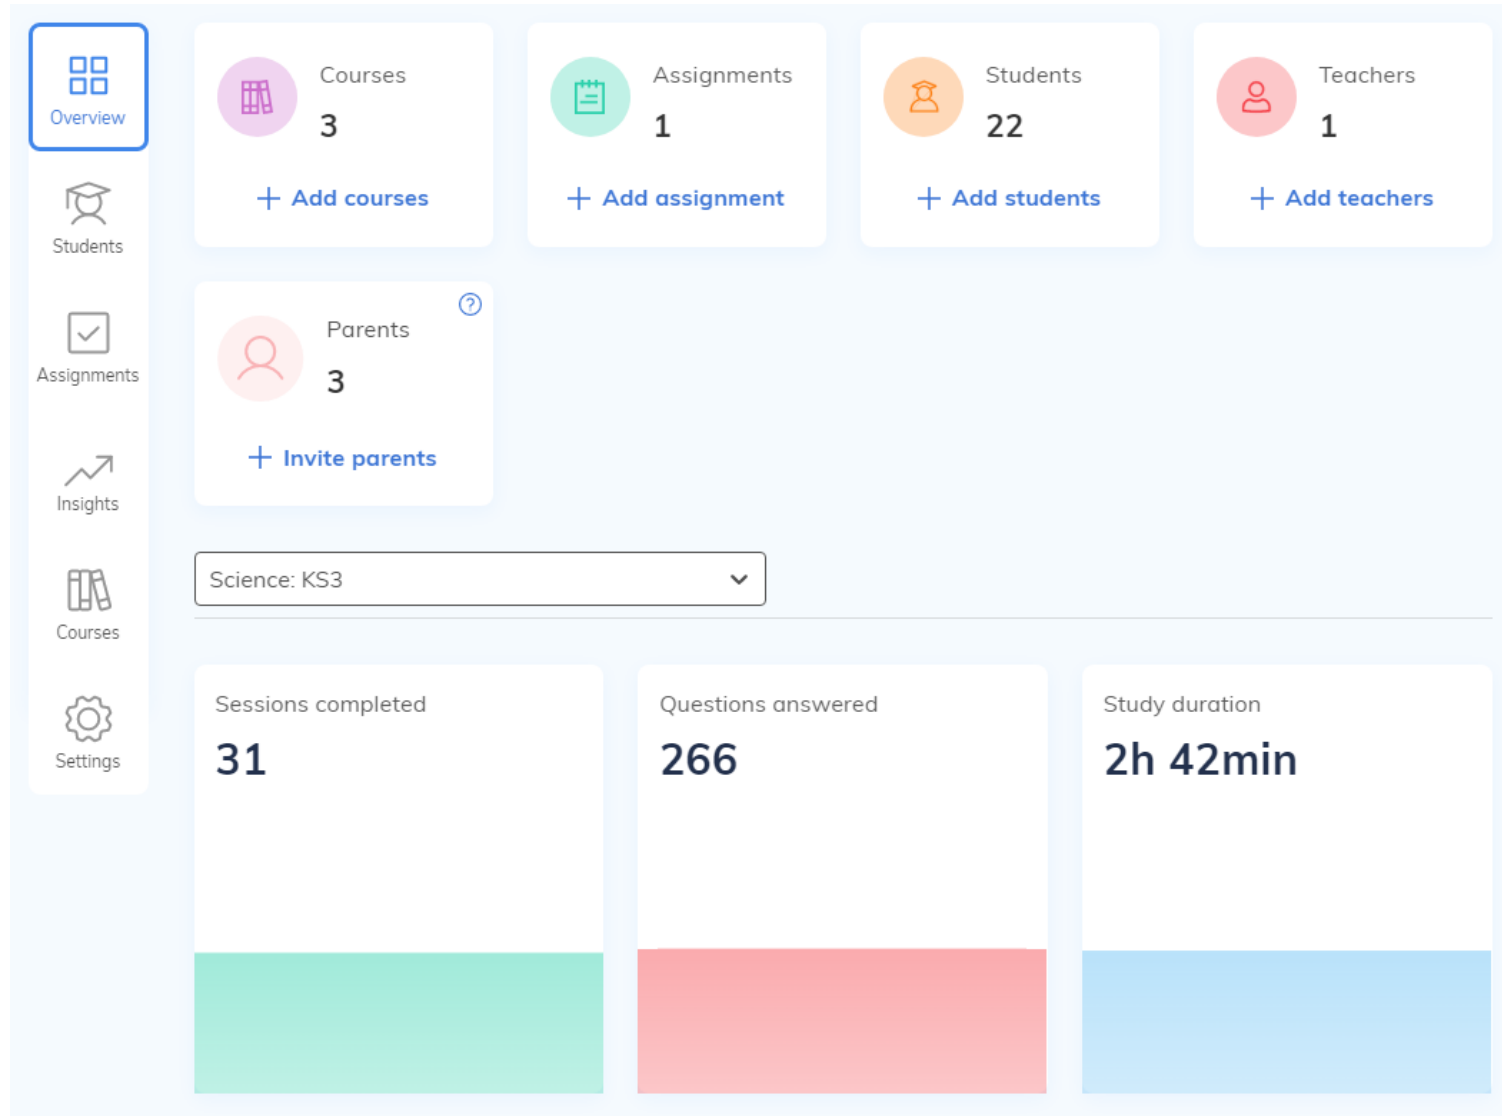 Overview
Students
Assignments
Insights
Courses
Settings
Courses
3
+ Add courses
Assignments
1
+ Add assignment
Students
22
+ Add students
Teachers
1
+ Add teachers
?
Parents
3
+ Invite parents
Science: KS3
Sessions completed
31
Questions answered
266
Study duration
2h 42min